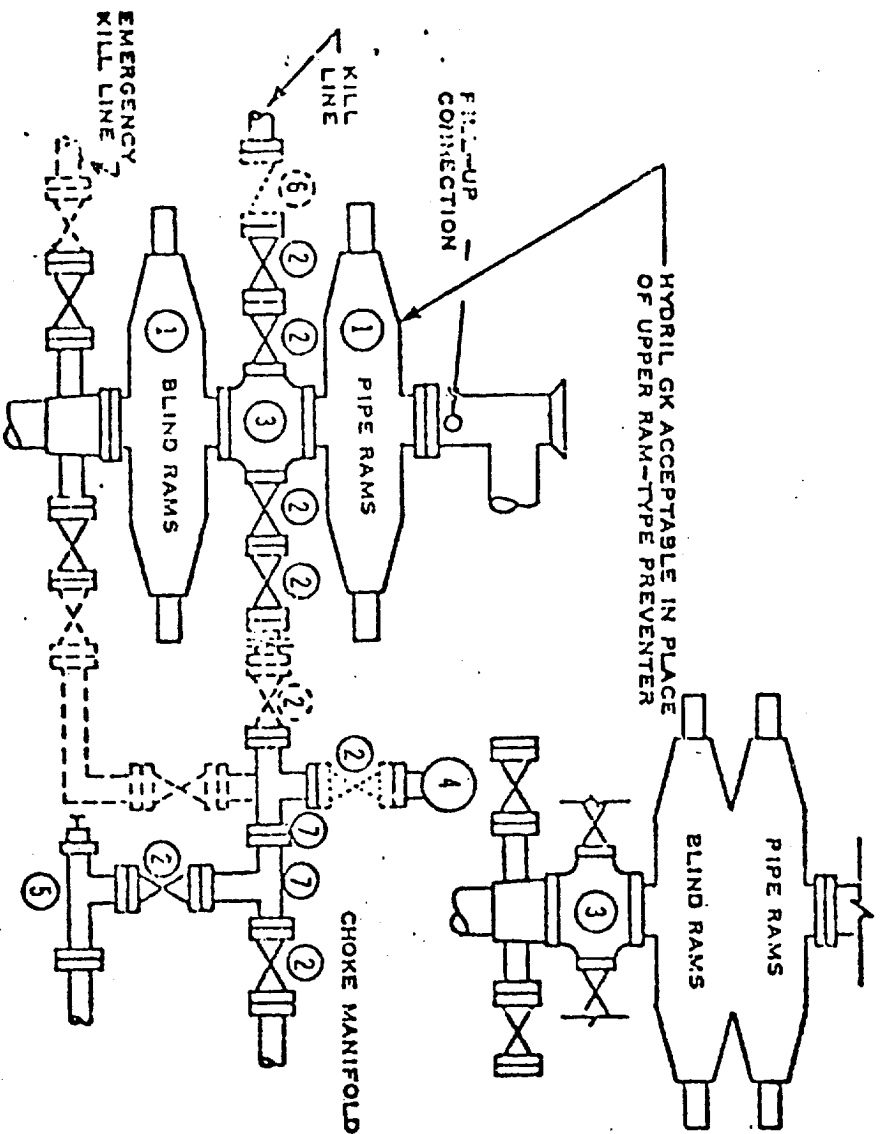 HYDRIL GK ACCEPTABLE IN PLACE
OF UPPER RAM-TYPE PREVENTER
CONNECTION
KILL
LINE
EMERGENCY
KILL LINE
1
PIPE RAMS
6
2
2
3
2
2
2
1
BLIND RAMS
2
4
7
7
2
2
5
CHOKE MANIFOLD
PIPE RAMS
BLIND RAMS
3